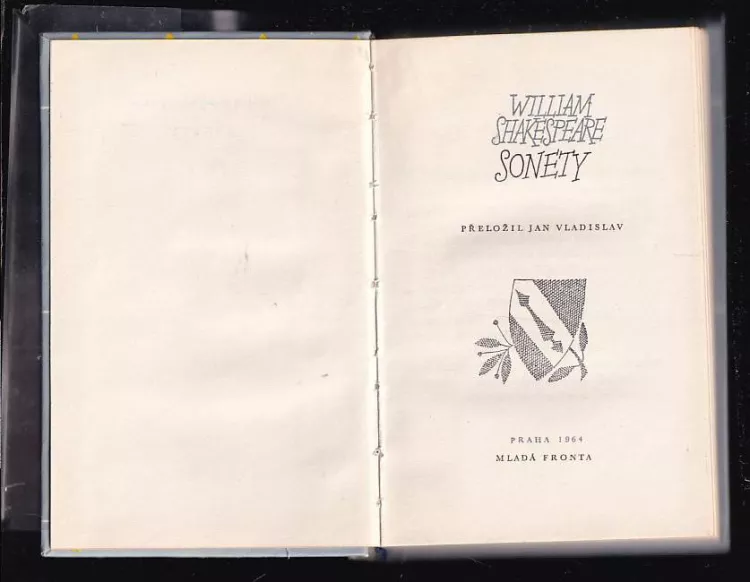 WILLIAM
SHAKESPEARE
SONETY
PŘELOŽIL JAN VLADISLAV
PRAHA 1964
MLADÁ FRONTA